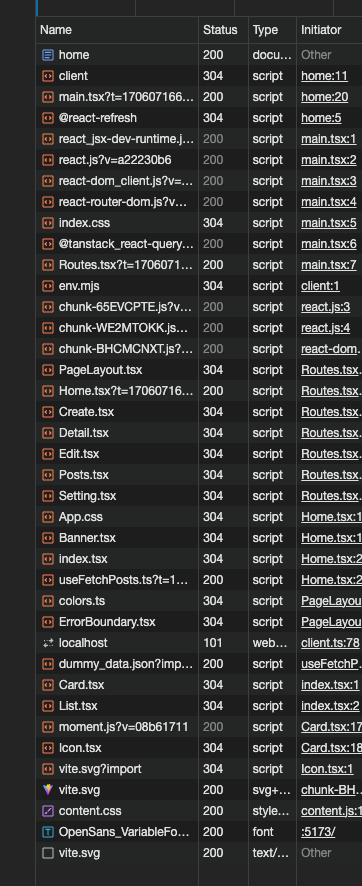 Name Status Type Initiator
home 200 docu... Other
client 304 script home:11
main.tsx?t=170607166... 200 script home:20
@react-refresh 304 script home:5
react_jsx-dev-runtime.j... 200 script main.tsx:1
react.js?v=a22230b6 200 script main.tsx:2
react-dom_client.js?v=... 200 script main.tsx:3
react-router-dom.js?v... 200 script main.tsx:4
index.css 304 script main.tsx:5
@tanstack_react-query... 200 script main.tsx:6
Routes.tsx?t=1706071... 200 script main.tsx:7
env.mjs 304 script client:1
chunk-65EVCPTE.js?v... 200 script react.js:3
chunk-WE2MTOKK.js... 200 script react.js:4
chunk-BHCMCNXT.js?... 200 script react-dom.
PageLayout.tsx 304 script Routes.tsx.
Home.tsx?t=17060716... 200 script Routes.tsx.
Create.tsx 304 script Routes.tsx.
Detail.tsx 304 script Routes.tsx.
Edit.tsx 304 script Routes.tsx.
Posts.tsx 304 script Routes.tsx.
Setting.tsx 304 script Routes.tsx.
App.css 304 script Home.tsx:1
Banner.tsx 304 script Home.tsx:1
index.tsx 304 script Home.tsx:2
useFetchPosts.ts?t=1... 200 script Home.tsx:2
colors.ts 304 script PageLayou
ErrorBoundary.tsx 304 script PageLayou
localhost 101 web... client.ts:78
dummy_data.json?imp... 200 script useFetchP
Card.tsx 304 script index.tsx:1
List.tsx 304 script index.tsx:2
moment.js?v=08b61711 200 script Card.tsx:17
Icon.tsx 304 script Card.tsx:18
vite.svg?import 304 script Icon.tsx:1
vite.svg 200 svg+... chunk-BH...
content.css 200 style... content.js:1
OpenSans_VariableFo... 200 font :5173/
vite.svg 200 text/... Other